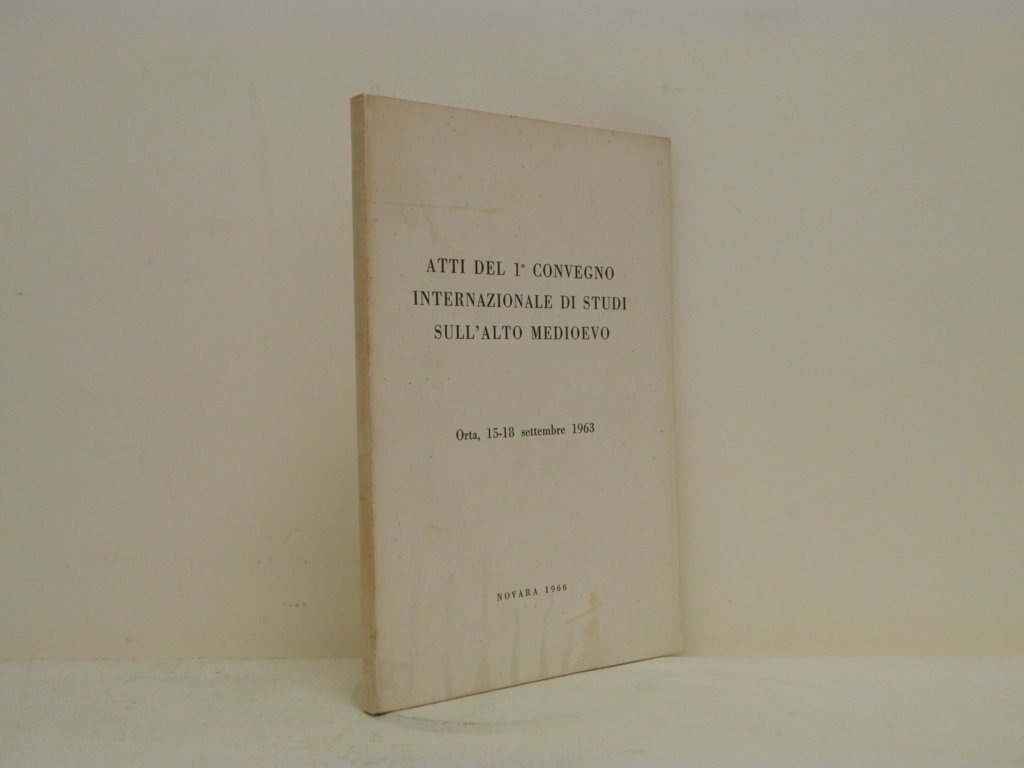 ATTI DEL 1° CONVEGNO
INTERNAZIONALE DI STUDI
SULL'ALTO MEDIOEVO
Orta, 15-18 settembre 1963
NOVARA 1966